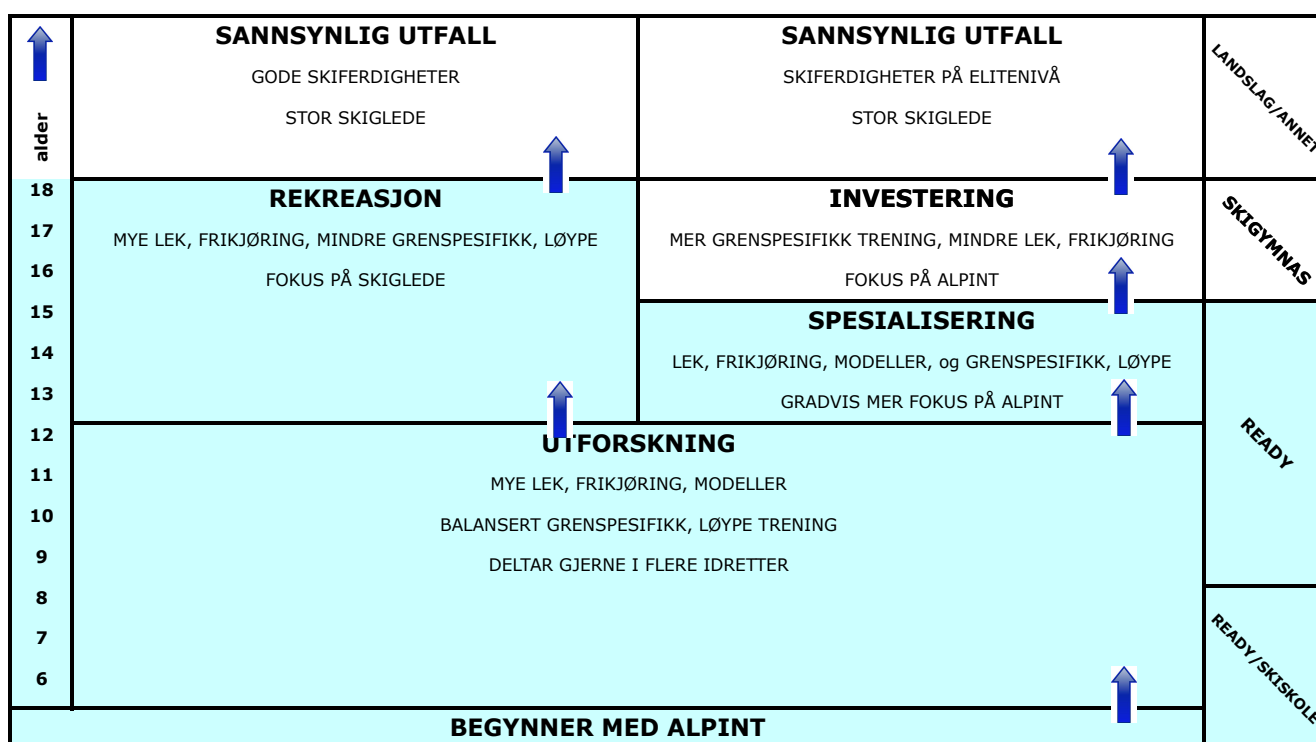 SANNSYNLIG UTFALL
GODE SKIFERDIGHETER
STOR SKIGLEDE
SANNSYNLIG UTFALL
SKIFERDIGHETER PÅ ELITENIVÅ
STOR SKIGLEDE
LANDSLAG/ANNET
alder
18
17
16
15
14
13
12
11
10
9
8
7
6
REKREASJON
MYE LEK, FRIKJØRING, MINDRE GRENSPESIFIKK, LØYPE
FOKUS PÅ SKIGLEDE
INVESTERING
MER GRENSPESIFIKK TRENING, MINDRE LEK, FRIKJØRING
FOKUS PÅ ALPINT
SKIGYMNAS
SPESIALISERING
LEK, FRIKJØRING, MODELLER, og GRENSPESIFIKK, LØYPE
GRADVIS MER FOKUS PÅ ALPINT
READY
UTFORSKNING
MYE LEK, FRIKJØRING, MODELLER
BALANSERT GRENSPESIFIKK, LØYPE TRENING
DELTAR GJERNE I FLERE IDRETTER
READY/SKISKOLE
BEGYNNER MED ALPINT